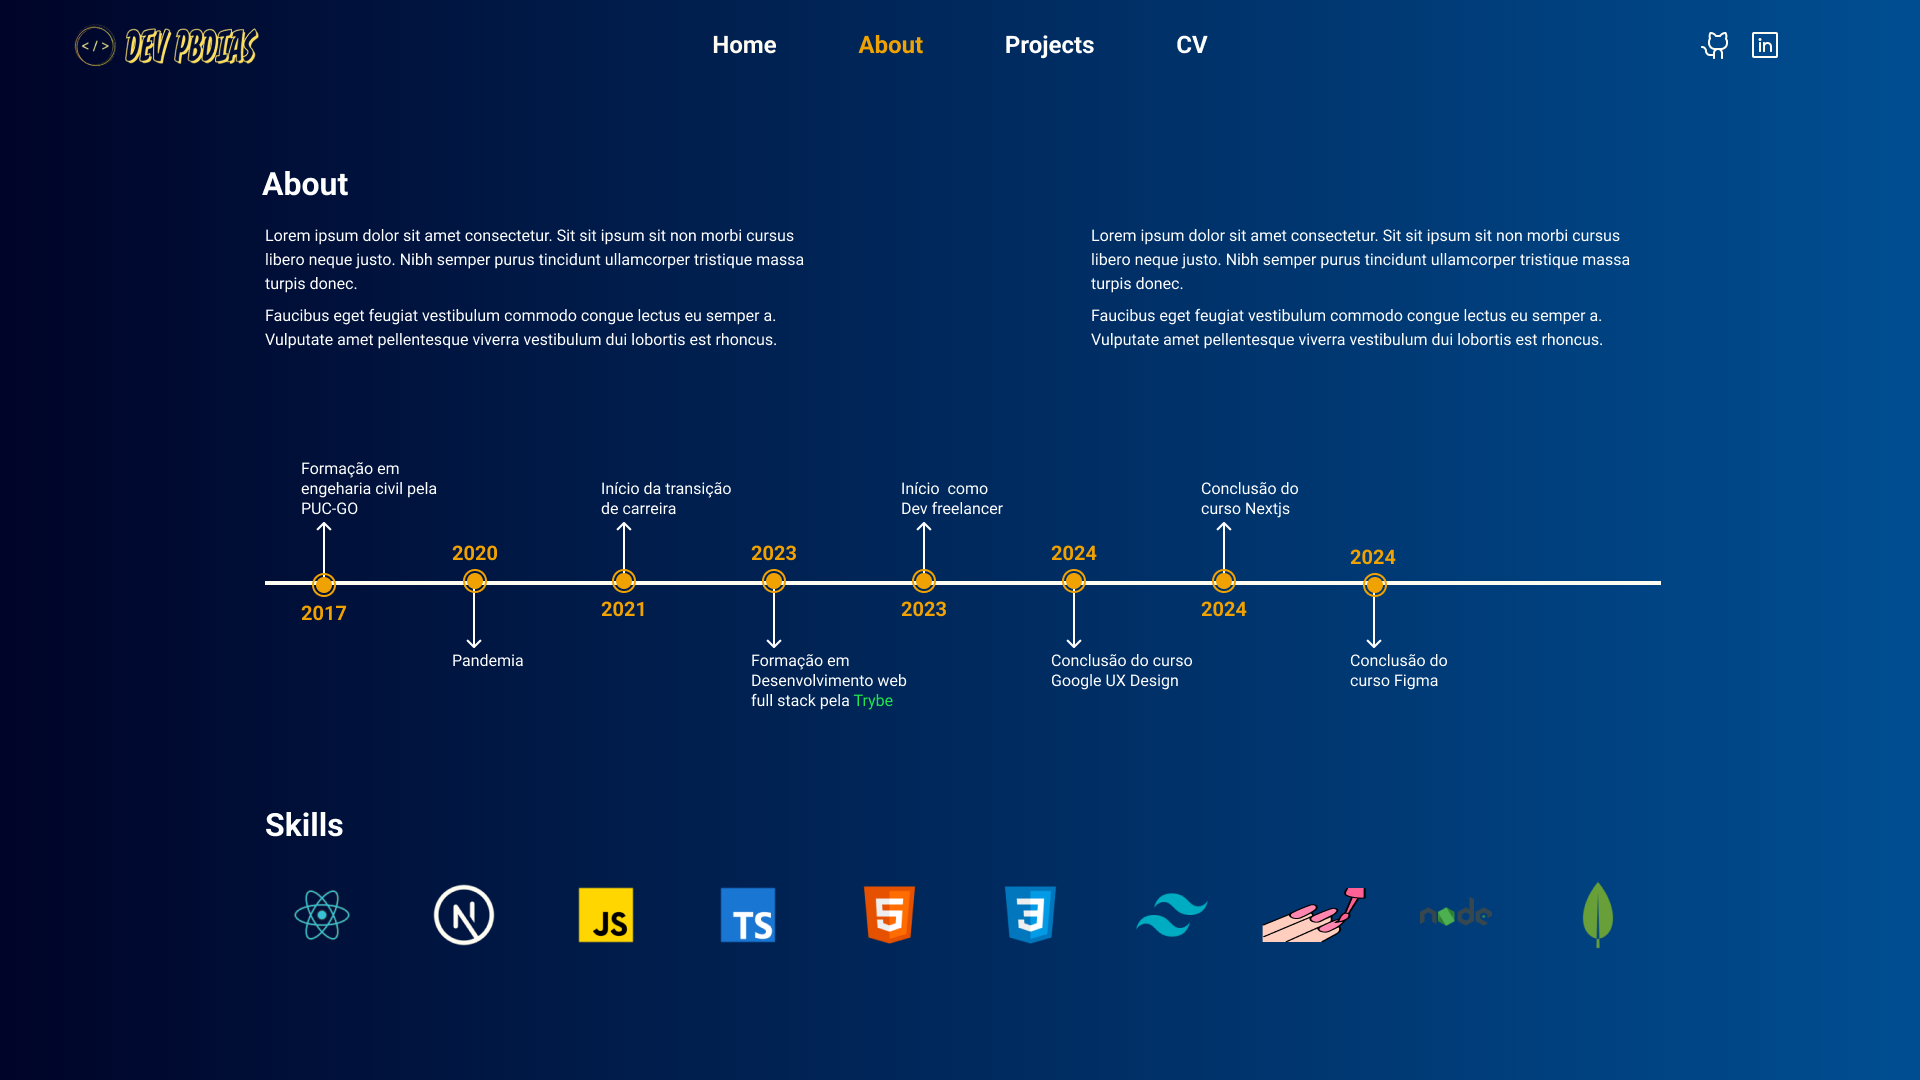 </> DEV PBDIAS
Home About Projects CV
in
About
Lorem ipsum dolor sit amet consectetur. Sit sit ipsum sit non morbi cursus
libero neque justo. Nibh semper purus tincidunt ullamcorper tristique massa
turpis donec.
Faucibus eget feugiat vestibulum commodo congue lectus eu semper a.
Vulputate amet pellentesque viverra vestibulum dui lobortis est rhoncus.
Lorem ipsum dolor sit amet consectetur. Sit sit ipsum sit non morbi cursus
libero neque justo. Nibh semper purus tincidunt ullamcorper tristique massa
turpis donec.
Faucibus eget feugiat vestibulum commodo congue lectus eu semper a.
Vulputate amet pellentesque viverra vestibulum dui lobortis est rhoncus.
Formação em
engeharia civil pela
PUC-GO
2017
2020
Pandemia
Início da transição
de carreira
2021
2023
Formação em
Desenvolvimento web
full stack pela Trybe
Início  como
Dev freelancer
2023
2024
Conclusão do curso
Google UX Design
Conclusão do
curso Nextjs
2024
2024
Conclusão do
curso Figma
Skills
N
JS
TS
5
3
node